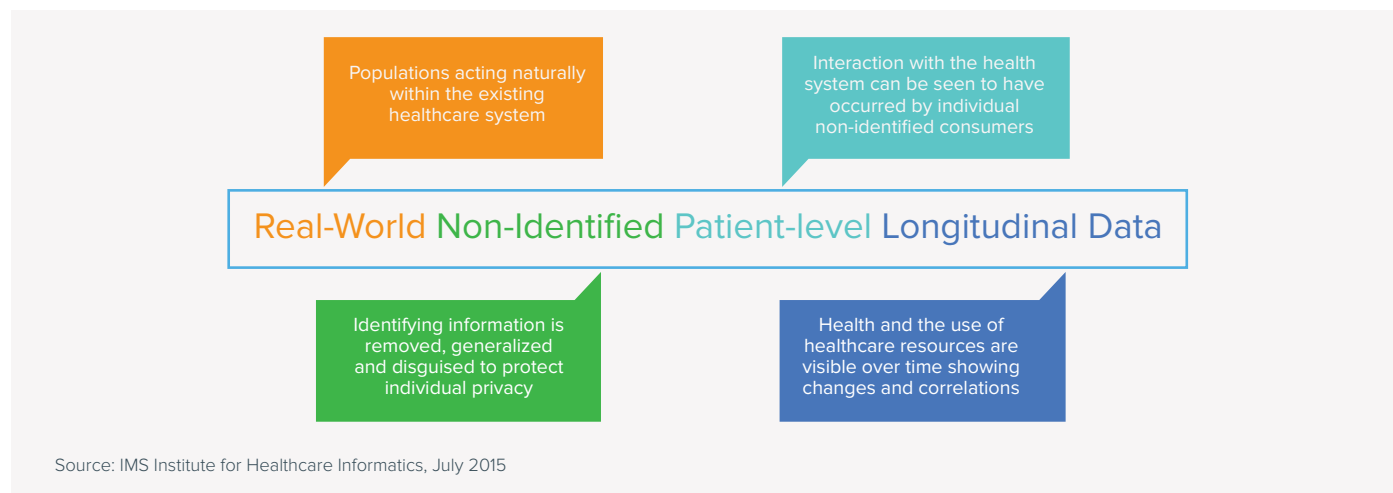 Populations acting naturally
within the existing
healthcare system
Interaction with the health
system can be seen to have
occurred by individual
non-identified consumers
Real-World Non-Identified Patient-level Longitudinal Data
Identifying information is
removed, generalized
and disguised to protect
individual privacy
Health and the use of
healthcare resources are
visible over time showing
changes and correlations
Source: IMS Institute for Healthcare Informatics, July 2015